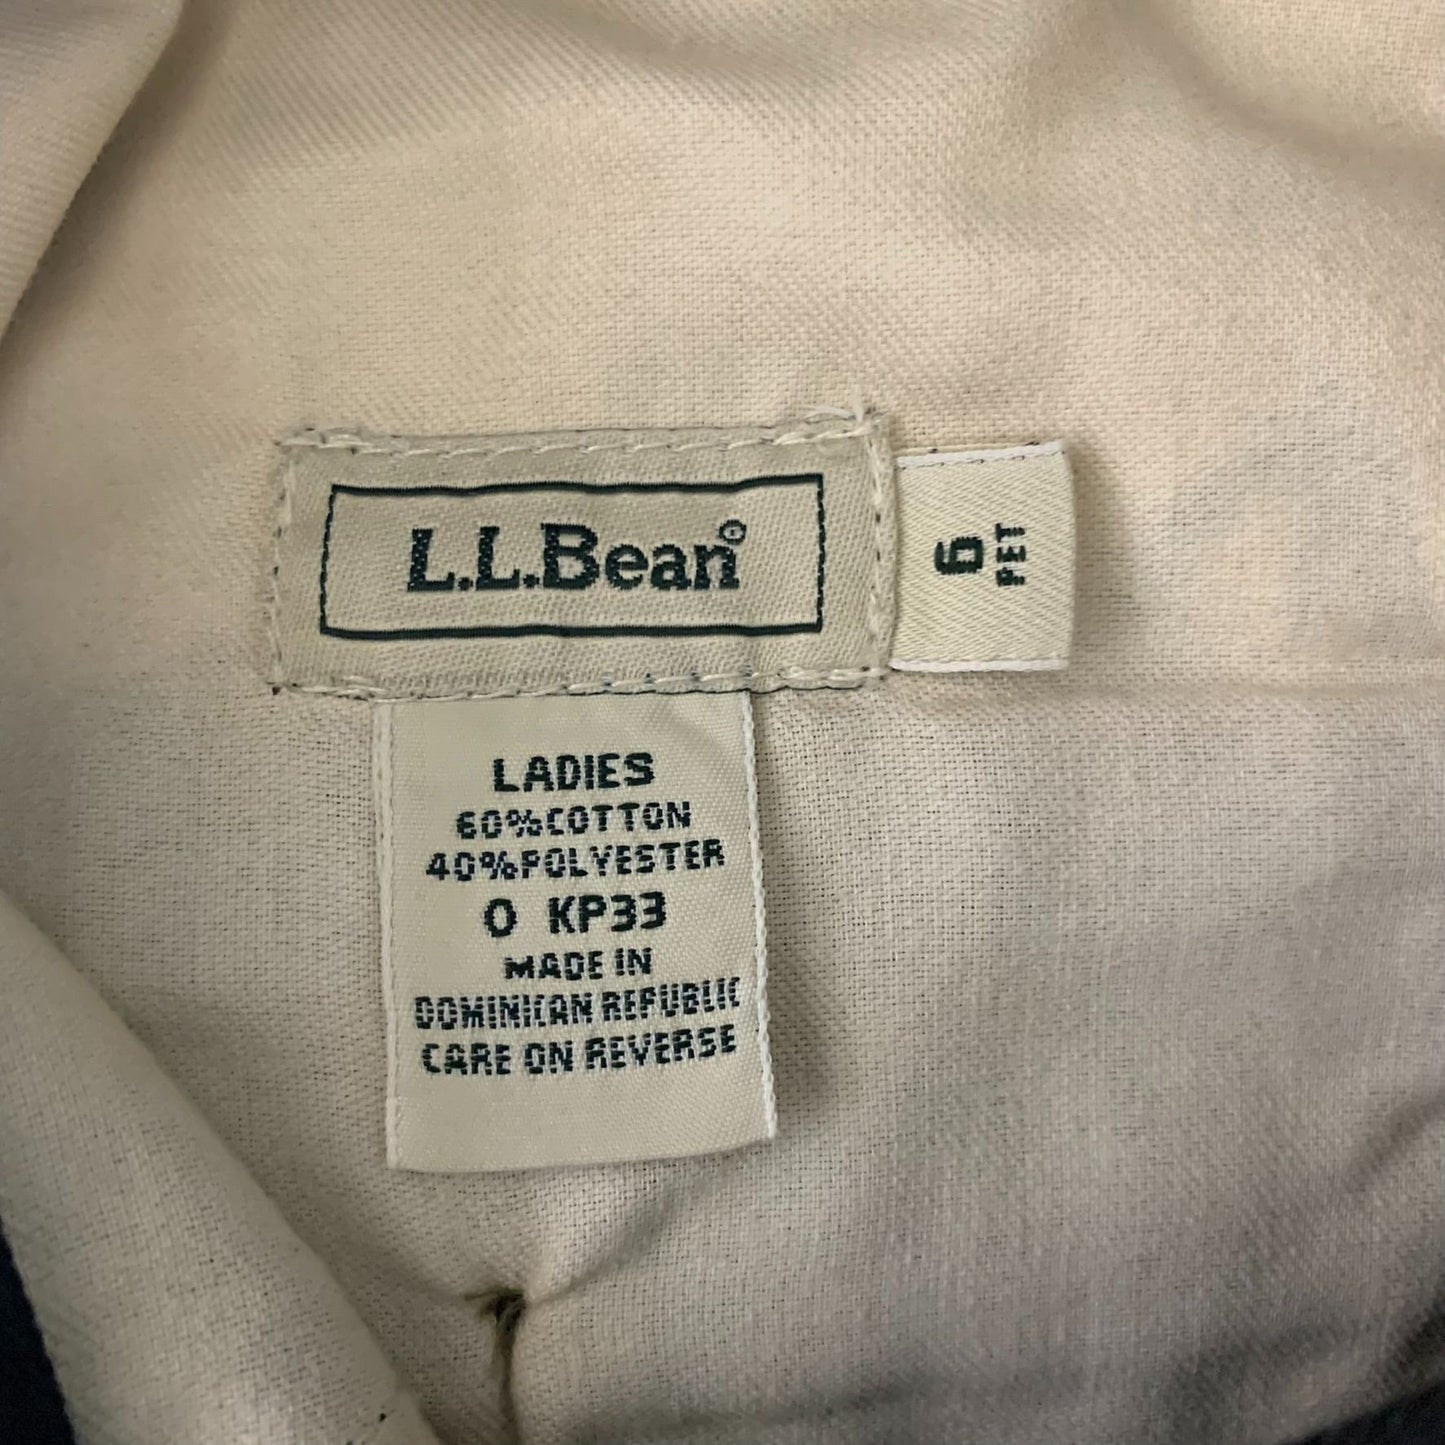 L.L.Bean®
6
PET
LADIES
60%COTTON
40%POLYESTER
0 KP33
MADE IN
DOMINICAN REPUBLIC
CARE ON REVERSE